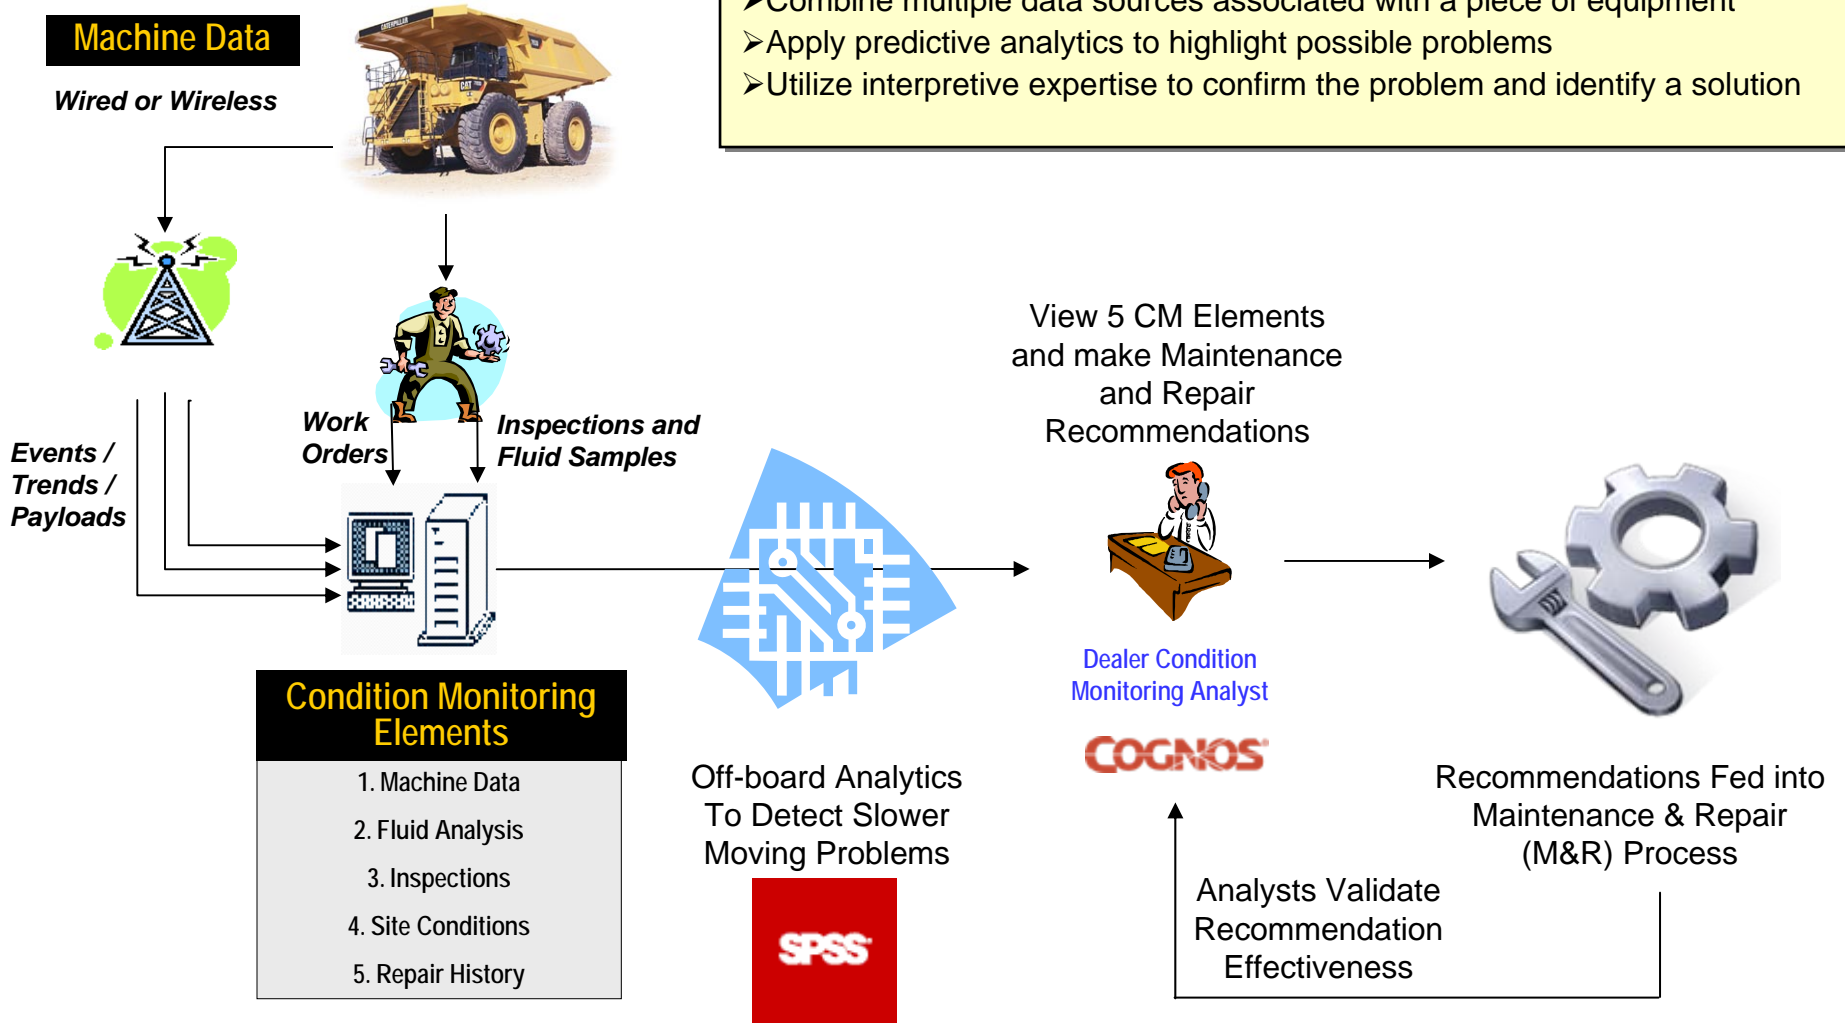 ➢Combine multiple data sources associated with a piece of equipment
➢Apply predictive analytics to highlight possible problems
➢Utilize interpretive expertise to confirm the problem and identify a solution
Machine Data
Wired or Wireless
CATERPILLAR
CAT
Events /
Trends /
Payloads
Work
Orders
Inspections and
Fluid Samples
Condition Monitoring
Elements
1. Machine Data
2. Fluid Analysis
3. Inspections
4. Site Conditions
5. Repair History
Off-board Analytics
To Detect Slower
Moving Problems
SPSS
View 5 CM Elements
and make Maintenance
and Repair
Recommendations
Dealer Condition
Monitoring Analyst
COGNOS
Analysts Validate
Recommendation
Effectiveness
Recommendations Fed into
Maintenance & Repair
(M&R) Process